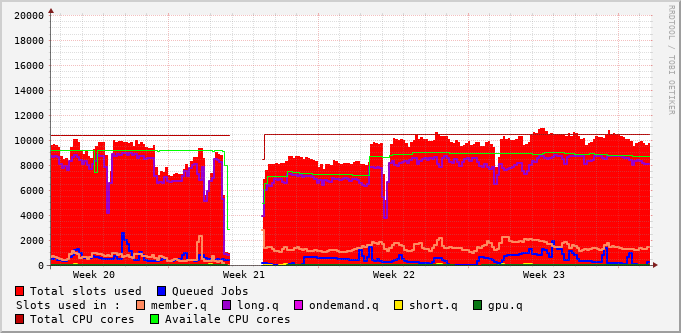 RRDTOOL / TOBI OETIKER
20000
18000
16000
14000
12000
10000
8000
6000
4000
2000
0
Week 20 Week 21 Week 22 Week 23
Total slots used Queued Jobs
Slots used in : member.q long.q ondemand.q short.q gpu.q
Total CPU cores Availale CPU cores